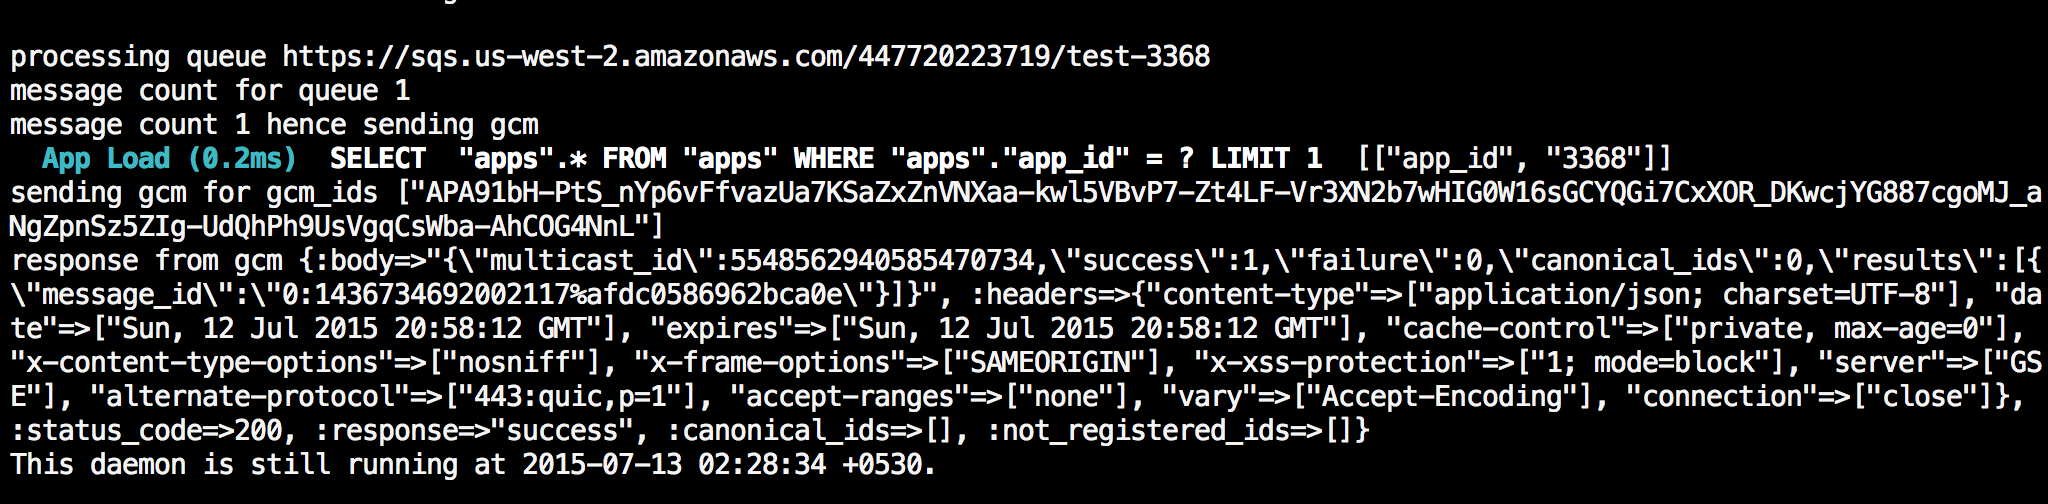 processing queue https://sqs.us-west-2.amazonaws.com/447720223719/test-3368
message count for queue 1
message count 1 hence sending gcm
  App Load (0.2ms)  SELECT  "apps".* FROM "apps" WHERE "apps"."app_id" = ? LIMIT 1  [["app_id", "3368"]]
sending gcm for gcm_ids ["APA91bH-PtS_nYp6vFfvazUa7KSaZxZnVNXaa-kwl5VBvP7-Zt4LF-Vr3XN2b7wHIG0W16sGCYQGi7CxXOR_DKwcjYG887cgoMJ_a
NgZpnSz5ZIg-UdQhPh9UsVgqCsWba-AhCOG4NnL"]
response from gcm {:body=>"{\"multicast_id\":5548562940585470734,\"success\":1,\"failure\":0,\"canonical_ids\":0,\"results\":[{
\"message_id\":\"0:1436734692002117%afdc0586962bca0e\"}]}", :headers=>{"content-type"=>["application/json; charset=UTF-8"], "da
te"=>["Sun, 12 Jul 2015 20:58:12 GMT"], "expires"=>["Sun, 12 Jul 2015 20:58:12 GMT"], "cache-control"=>["private, max-age=0"],
"x-content-type-options"=>["nosniff"], "x-frame-options"=>["SAMEORIGIN"], "x-xss-protection"=>["1; mode=block"], "server"=>["GS
E"], "alternate-protocol"=>["443:quic,p=1"], "accept-ranges"=>["none"], "vary"=>["Accept-Encoding"], "connection"=>["close"]},
:status_code=>200, :response=>"success", :canonical_ids=>[], :not_registered_ids=>[]}
This daemon is still running at 2015-07-13 02:28:34 +0530.